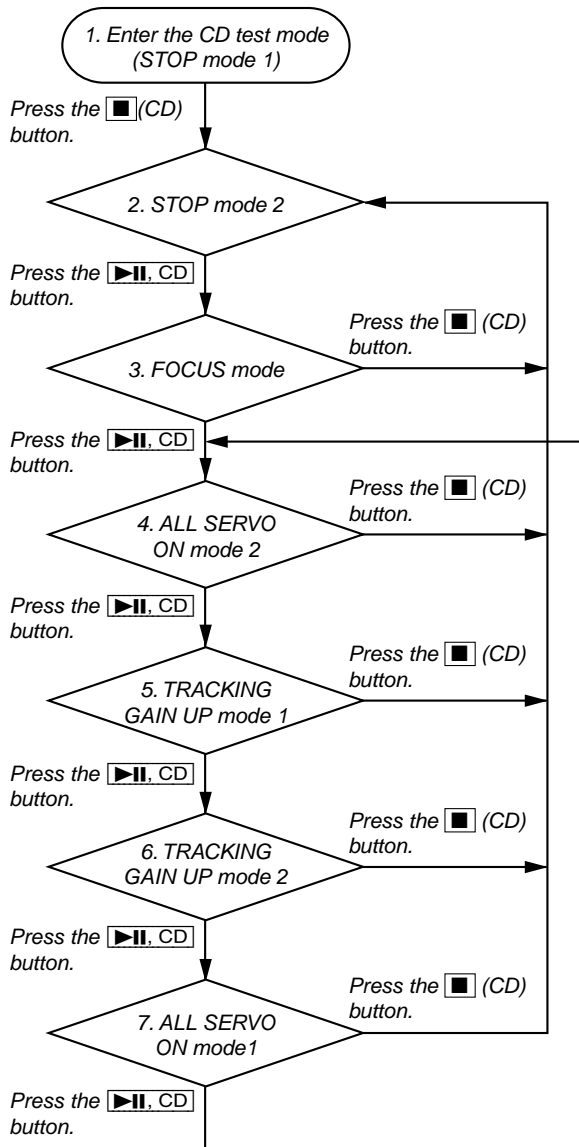 1. Enter the CD test mode
(STOP mode 1)
Press the ■ (CD)
button.
2. STOP mode 2
Press the ►II, CD
button.
Press the ■ (CD)
button.
3. FOCUS mode
Press the ►II, CD
button.
Press the ■ (CD)
button.
4. ALL SERVO
ON mode 2
Press the ►II, CD
button.
Press the ■ (CD)
button.
5. TRACKING
GAIN UP mode 1
Press the ►II, CD
button.
Press the ■ (CD)
button.
6. TRACKING
GAIN UP mode 2
Press the ►II, CD
button.
Press the ■ (CD)
button.
7. ALL SERVO
ON mode1
Press the ►II, CD
button.